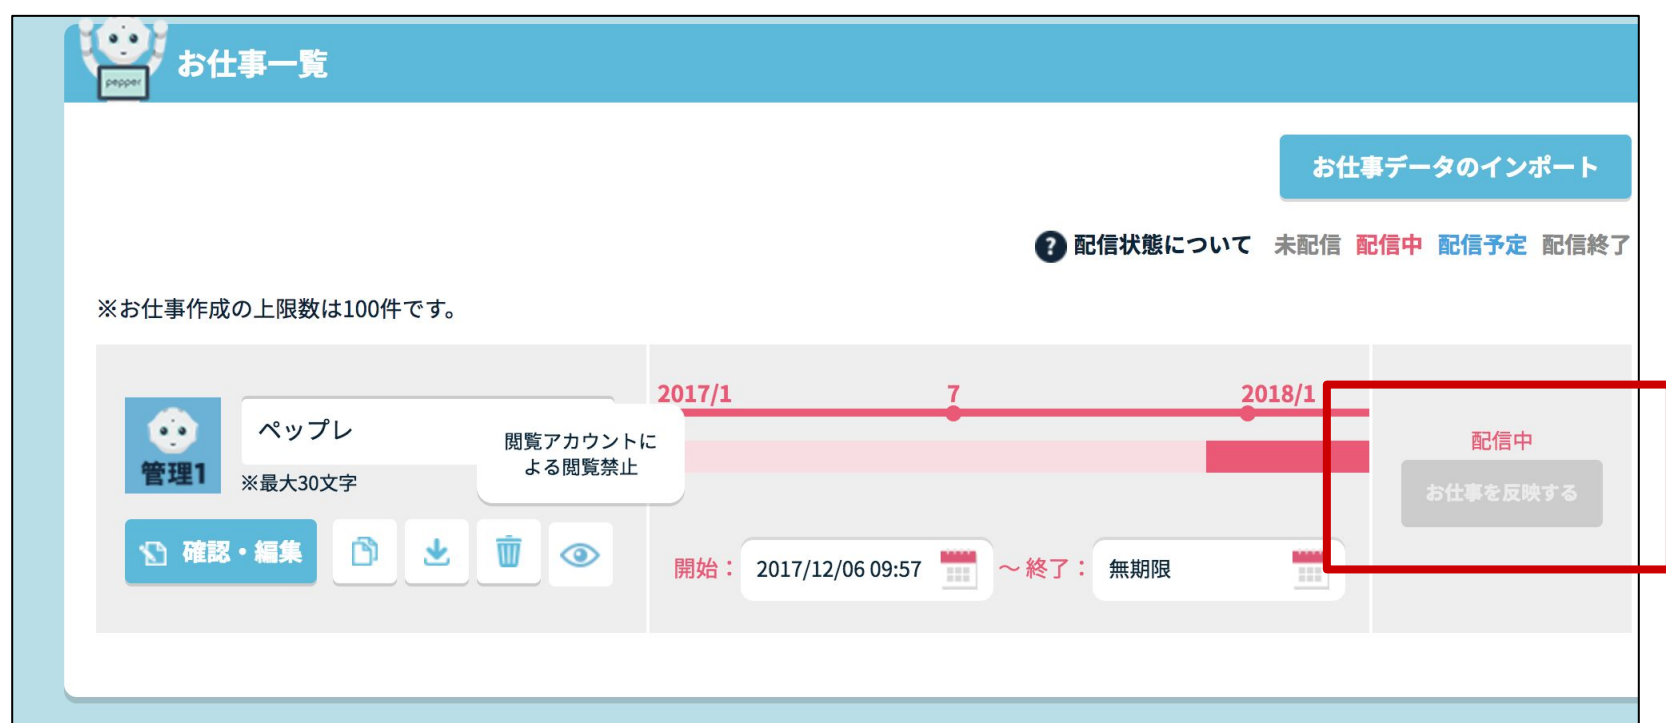 pepper
お仕事一覧
お仕事データのインポート
? 配信状態について 未配信 配信中 配信予定 配信終了
※お仕事作成の上限数は100件です。
2017/1 7 2018/1
管理1
ペップレ
※最大30文字
閲覧アカウントに
よる閲覧禁止
配信中
お仕事を反映する
確認・編集
開始： 2017/12/06 09:57 ～終了： 無期限